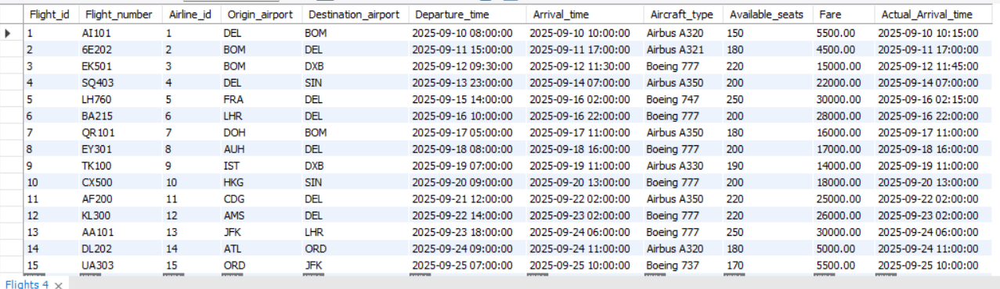 Flight_id Flight_number Airline_id Origin_airport Destination_airport Departure_time Arrival_time Aircraft_type Available_seats Fare Actual_Arrival_time
1 AI101 1 DEL BOM 2025-09-10 08:00:00 2025-09-10 10:00:00 Airbus A320 150 5500.00 2025-09-10 10:15:00
2 6E202 2 BOM DEL 2025-09-11 15:00:00 2025-09-11 17:00:00 Airbus A321 180 4500.00 2025-09-11 17:00:00
3 EK501 3 BOM DXB 2025-09-12 09:30:00 2025-09-12 11:30:00 Boeing 777 220 15000.00 2025-09-12 11:45:00
4 SQ403 4 DEL SIN 2025-09-13 23:00:00 2025-09-14 07:00:00 Airbus A350 200 22000.00 2025-09-14 07:00:00
5 LH760 5 FRA DEL 2025-09-15 14:00:00 2025-09-16 02:00:00 Boeing 747 250 30000.00 2025-09-16 02:15:00
6 BA215 6 LHR DEL 2025-09-16 10:00:00 2025-09-16 22:00:00 Boeing 777 200 28000.00 2025-09-16 22:00:00
7 QR101 7 DOH BOM 2025-09-17 05:00:00 2025-09-17 11:00:00 Airbus A350 180 16000.00 2025-09-17 11:00:00
8 EY301 8 AUH DEL 2025-09-18 08:00:00 2025-09-18 16:00:00 Boeing 777 200 17000.00 2025-09-18 16:00:00
9 TK100 9 IST DXB 2025-09-19 07:00:00 2025-09-19 11:00:00 Airbus A330 190 14000.00 2025-09-19 11:00:00
10 CX500 10 HKG SIN 2025-09-20 09:00:00 2025-09-20 13:00:00 Boeing 777 200 18000.00 2025-09-20 13:00:00
11 AF200 11 CDG DEL 2025-09-21 12:00:00 2025-09-22 02:00:00 Airbus A350 220 25000.00 2025-09-22 02:00:00
12 KL300 12 AMS DEL 2025-09-22 14:00:00 2025-09-23 02:00:00 Boeing 777 220 26000.00 2025-09-23 02:00:00
13 AA101 13 JFK LHR 2025-09-23 18:00:00 2025-09-24 06:00:00 Boeing 777 250 30000.00 2025-09-24 06:00:00
14 DL202 14 ATL ORD 2025-09-24 09:00:00 2025-09-24 11:00:00 Airbus A320 180 5000.00 2025-09-24 11:00:00
15 UA303 15 ORD JFK 2025-09-25 07:00:00 2025-09-25 10:00:00 Boeing 737 170 5500.00 2025-09-25 10:00:00
Flights 4